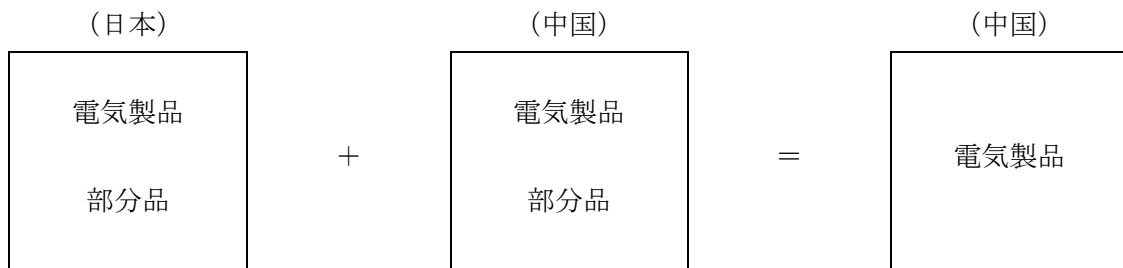 (日本)
(中国)
(中国)
電気製品
部分品
+
電気製品
部分品
=
電気製品